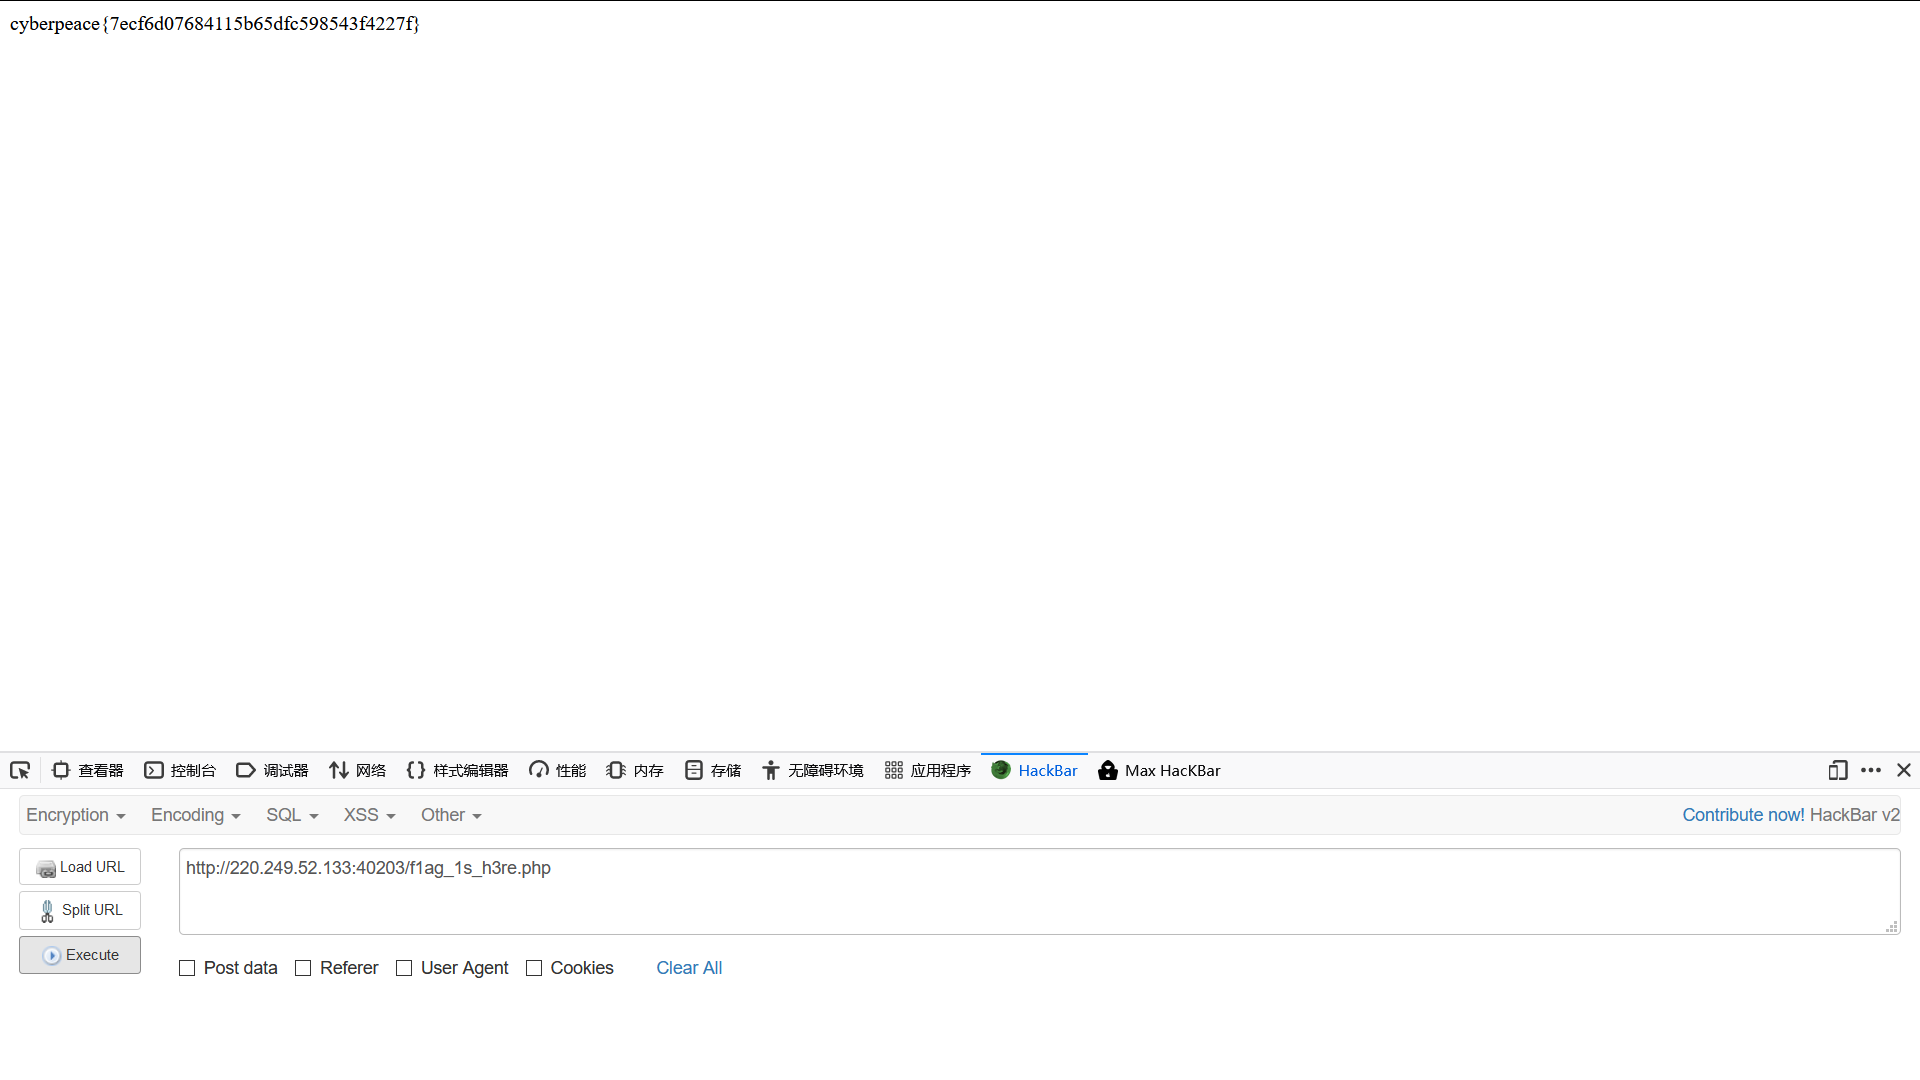 cyberpeace{7ecf6d07684115b65dfc598543f4227f}
查看器 控制台 调试器 网络 样式编辑器 性能 内存 存储 无障碍环境 应用程序 HackBar Max HacKBar
Encryption Encoding SQL XSS Other Contribute now! HackBar v2
Load URL http://220.249.52.133:40203/f1ag_1s_h3re.php
Split URL
Execute
Post data Referer User Agent Cookies Clear All